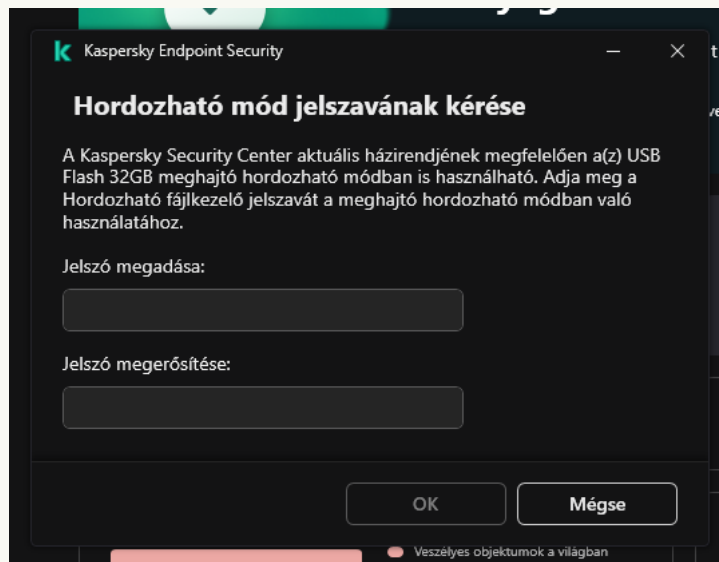 Kaspersky Endpoint Security
Hordozható mód jelszavának kérése
A Kaspersky Security Center aktuális házirendjének megfelelően a(z) USB
Flash 32GB meghajtó hordozható módban is használható. Adja meg a
Hordozható fájlkezelő jelszavát a meghajtó hordozható módban való
használatához.
Jelszó megadása:
Jelszó megerősítése:
OK
Mégse
Veszélyes objektumok a világban